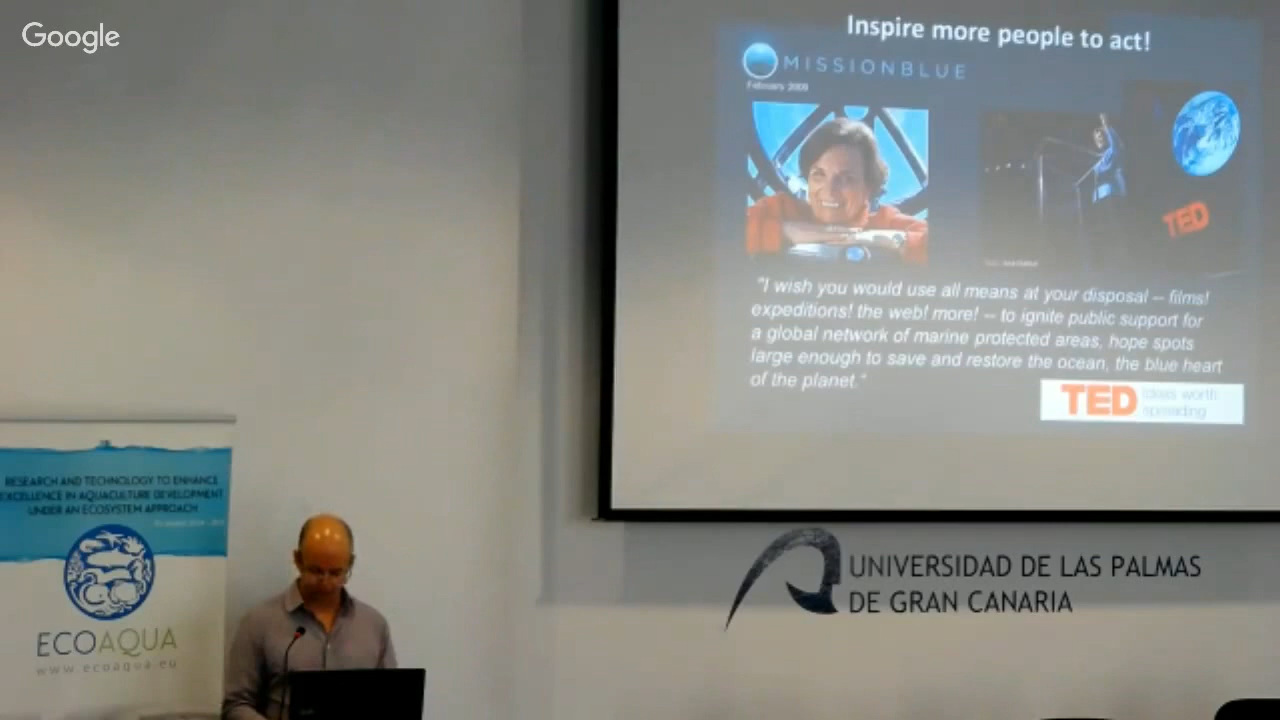 Google
Inspire more people to act!
MISSIONBLUE
February 2009
TED
"I wish you would use all means at your disposal -- films!
expeditions! the web! more! -- to ignite public support for
a global network of marine protected areas, hope spots
large enough to save and restore the ocean, the blue heart
of the planet."
TED
ideas worth
spreading
RESEARCH AND TECHNOLOGY TO ENHANCE
EXCELLENCE IN AQUACULTURE DEVELOPMENT
UNDER AN ECOSYSTEM APPROACH
ECOAQUA
www.ecoaqua.eu
UNIVERSIDAD DE LAS PALMAS
DE GRAN CANARIA